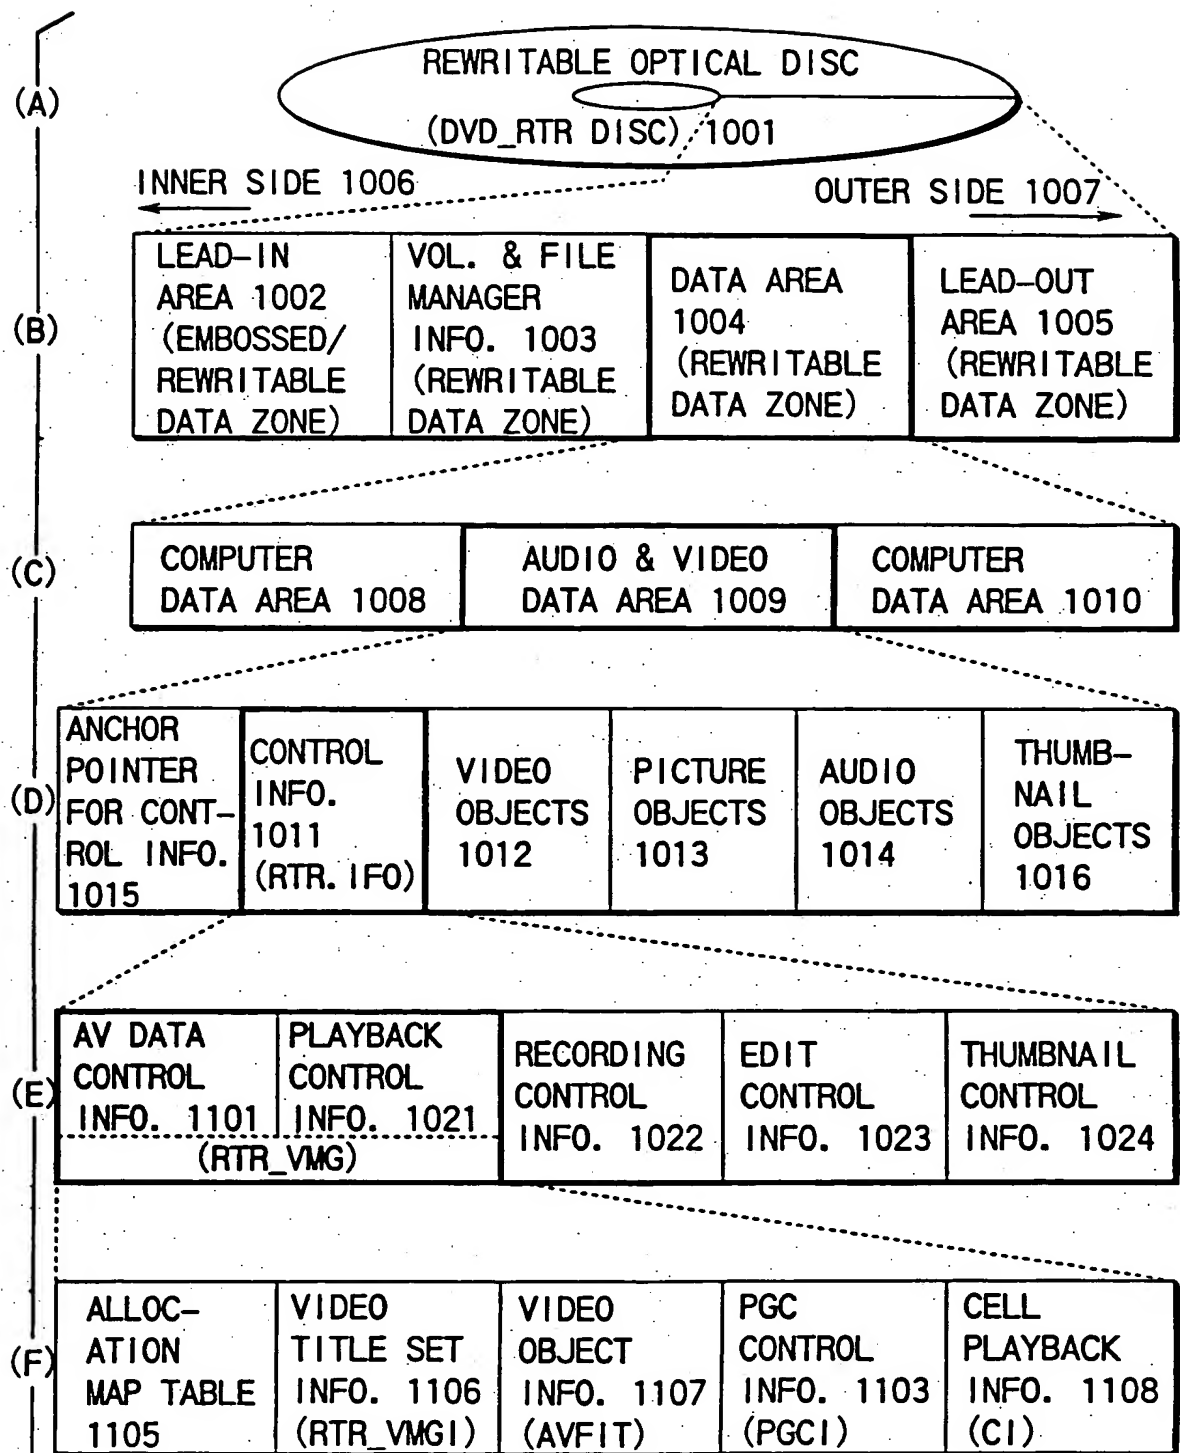 REWRITABLE OPTICAL DISC
(A)
(DVD_RTR DISC) 1001
INNER SIDE 1006
OUTER SIDE 1007
(B)
LEAD-IN
AREA 1002
(EMBOSSED/
REWRITABLE
DATA ZONE)
VOL. & FILE
MANAGER
INFO. 1003
(REWRITABLE
DATA ZONE)
DATA AREA
1004
(REWRITABLE
DATA ZONE)
LEAD-OUT
AREA 1005
(REWRITABLE
DATA ZONE)
(C)
COMPUTER
DATA AREA 1008
AUDIO & VIDEO
DATA AREA 1009
COMPUTER
DATA AREA 1010
(D)
ANCHOR
POINTER
FOR CONT-
ROL INFO.
1015
CONTROL
INFO.
1011
(RTR.IFO)
VIDEO
OBJECTS
1012
PICTURE
OBJECTS
1013
AUDIO
OBJECTS
1014
THUMB-
NAIL
OBJECTS
1016
(E)
AV DATA
CONTROL
INFO. 1101
PLAYBACK
CONTROL
INFO. 1021
(RTR_VMG)
RECORDING
CONTROL
INFO. 1022
EDIT
CONTROL
INFO. 1023
THUMBNAIL
CONTROL
INFO. 1024
(F)
ALLOC-
ATION
MAP TABLE
1105
VIDEO
TITLE SET
INFO. 1106
(RTR_VMGI)
VIDEO
OBJECT
INFO. 1107
(AVFIT)
PGC
CONTROL
INFO. 1103
(PGCI)
CELL
PLAYBACK
INFO. 1108
(CI)